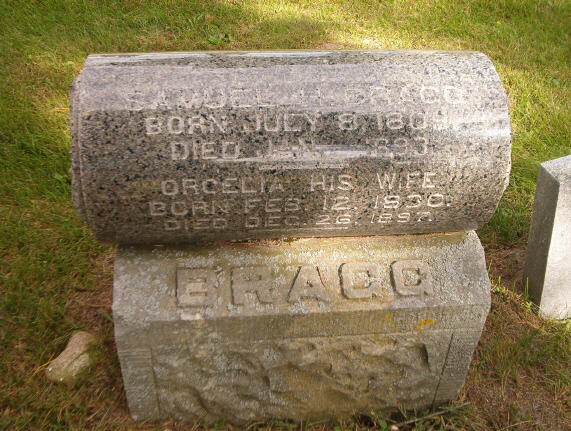 SAMUEL H. BRAGG
BORN JULY 8,
DIED
ORCELIA HIS WIFE
BORN FEB. 12, 1830.
DIED DEC. 26,
BRAGG